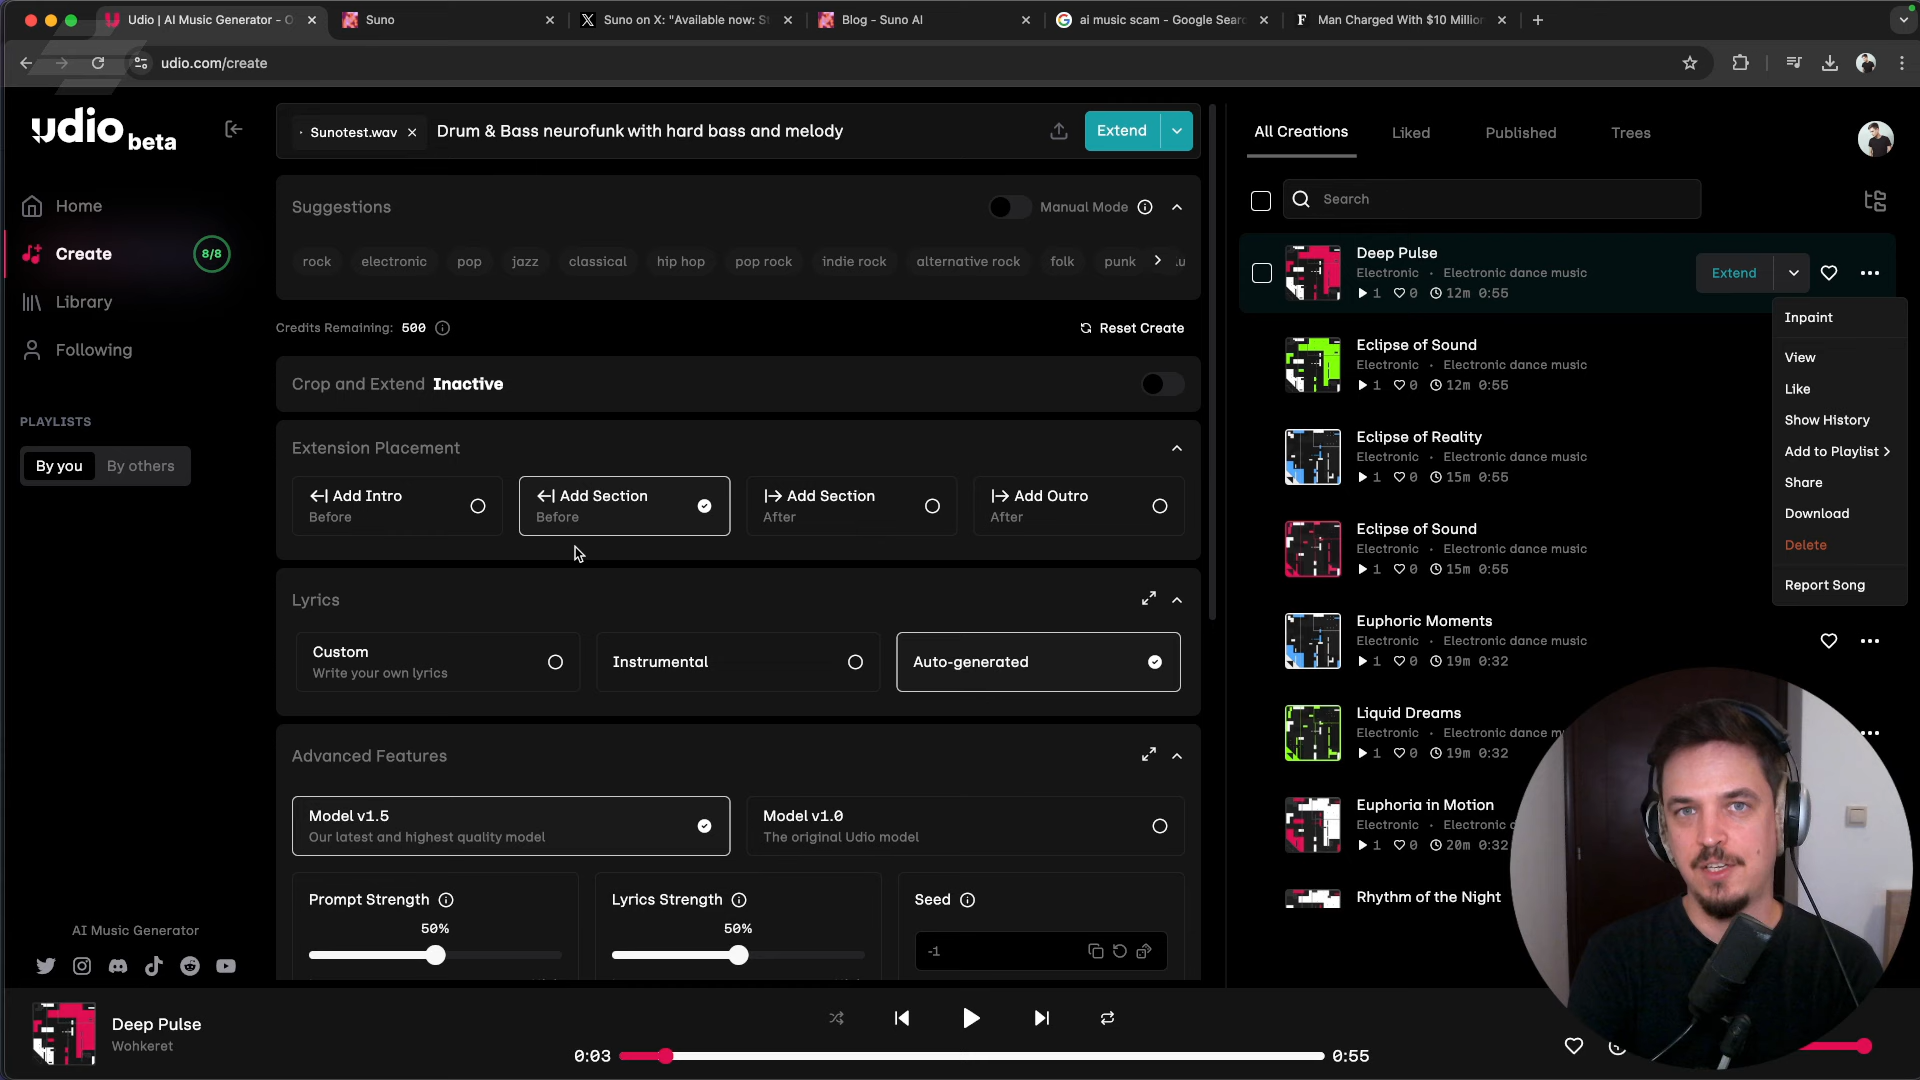 Udio | AI Music Generator - O
Suno
Suno on X: "Available now: St
Blog - Suno AI
ai music scam - Google Searc
Man Charged With $10 Million
udio.com/create
udio beta
Home
Create
8/8
Library
Following
PLAYLISTS
By you
By others
AI Music Generator
Sunotest.wav
Drum & Bass neurofunk with hard bass and melody
Extend
Suggestions
Manual Mode
rock
electronic
pop
jazz
classical
hip hop
pop rock
indie rock
alternative rock
folk
punk
Credits Remaining: 500
Reset Create
Crop and Extend Inactive
Extension Placement
Add Intro
Before
Add Section
Before
Add Section
After
Add Outro
After
Lyrics
Custom
Write your own lyrics
Instrumental
Auto-generated
Advanced Features
Model v1.5
Our latest and highest quality model
Model v1.0
The original Udio model
Prompt Strength
50%
Lyrics Strength
50%
Seed
-1
All Creations
Liked
Published
Trees
Search
Deep Pulse
Electronic · Electronic dance music
1 0 12m 0:55
Extend
Eclipse of Sound
Electronic · Electronic dance music
1 0 12m 0:55
Eclipse of Reality
Electronic · Electronic dance music
1 0 15m 0:55
Eclipse of Sound
Electronic · Electronic dance music
1 0 15m 0:55
Euphoric Moments
Electronic · Electronic dance music
1 0 19m 0:32
Liquid Dreams
Electronic · Electronic dance m
1 0 19m 0:32
Euphoria in Motion
Electronic · Electronic d
1 0 20m 0:32
Rhythm of the Night
Inpaint
View
Like
Show History
Add to Playlist
Share
Download
Delete
Report Song
Deep Pulse
Wohkeret
0:03
0:55